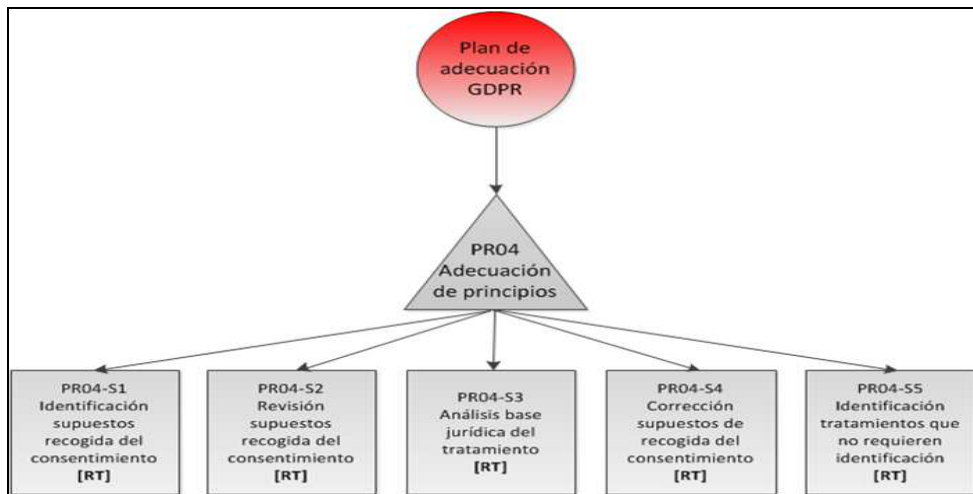 Plan de
adecuación
GDPR
PR04
Adecuación
de principios
PR04-S1
Identificación
supuestos
recogida del
consentimiento
[RT]
PR04-S2
Revisión
supuestos
recogida del
consentimiento
[RT]
PR04-S3
Análisis base
jurídica del
tratamiento
[RT]
PR04-S4
Corrección
supuestos de
recogida del
consentimiento
[RT]
PR04-S5
Identificación
tratamientos que
no requieren
identificación
[RT]